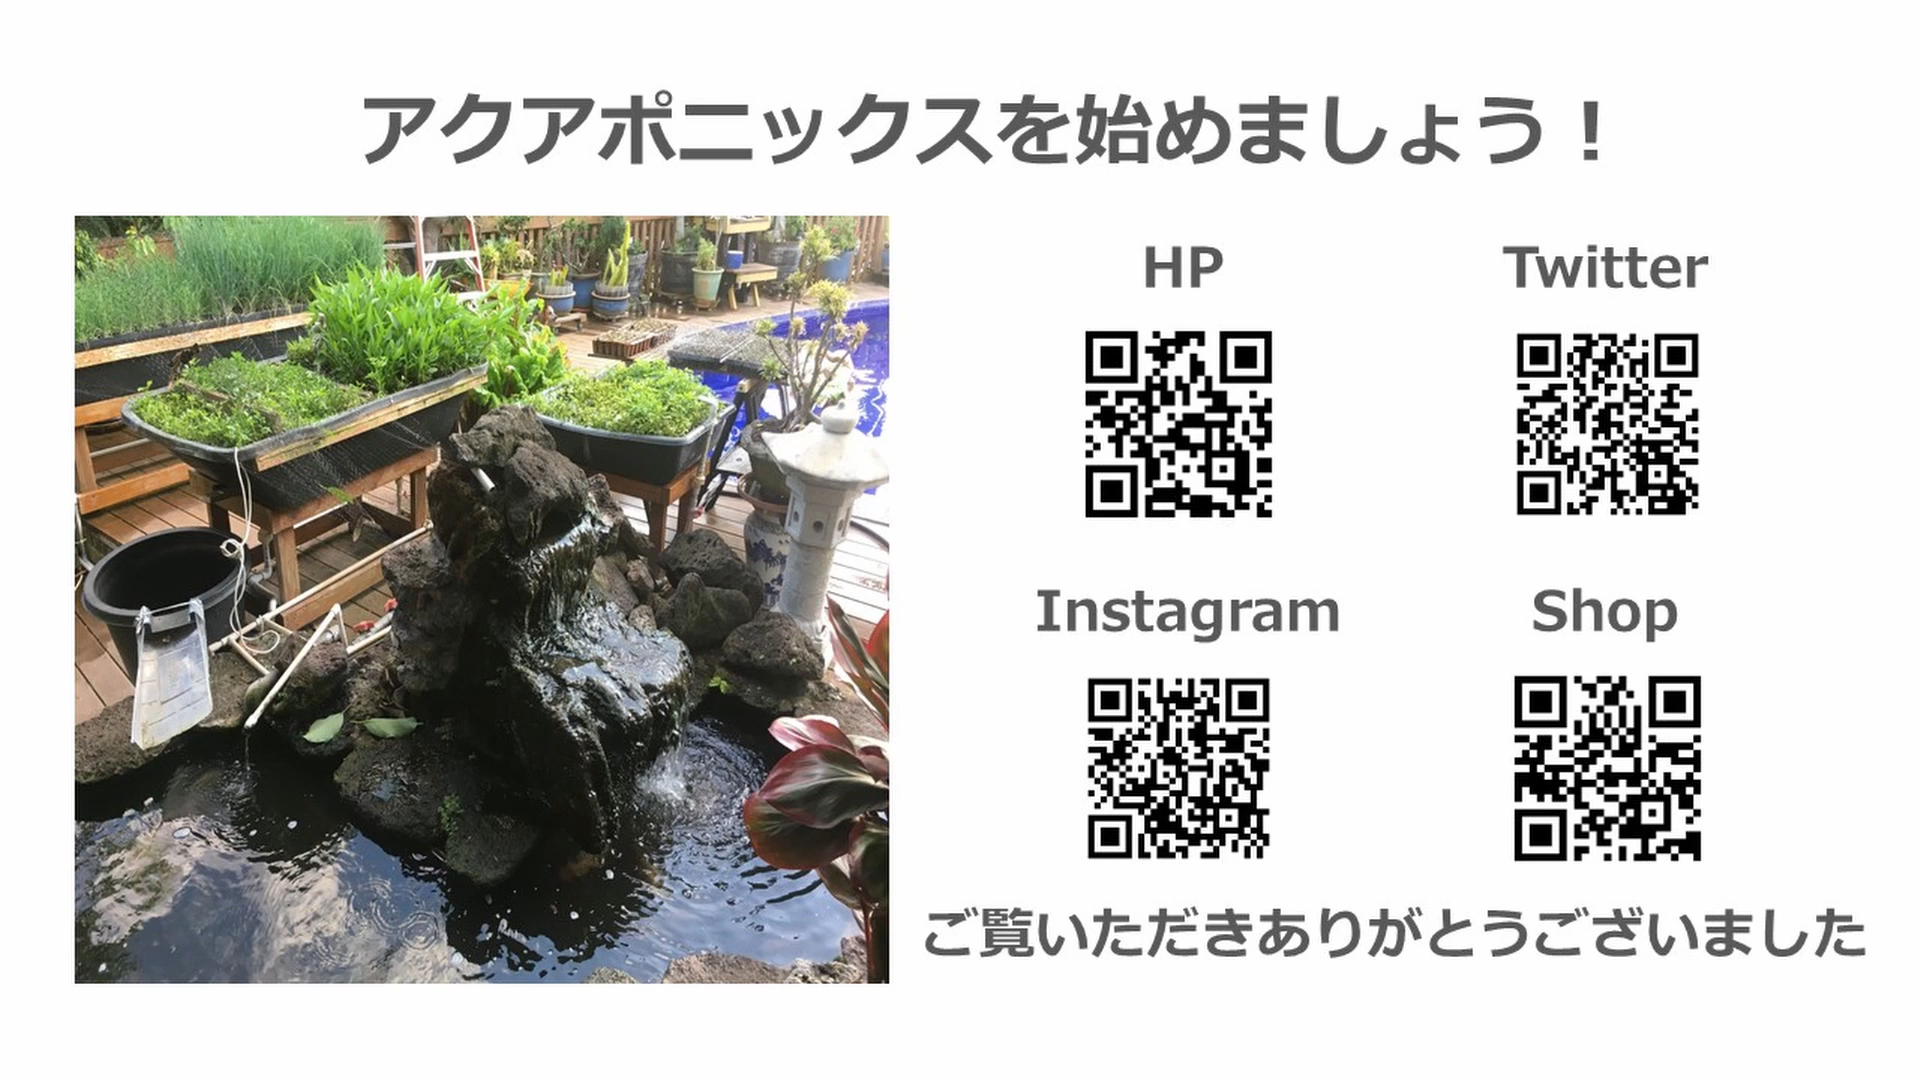 アクアポニックスを始めましょう！
HP
Twitter
Instagram
Shop
ご覧いただきありがとうございました